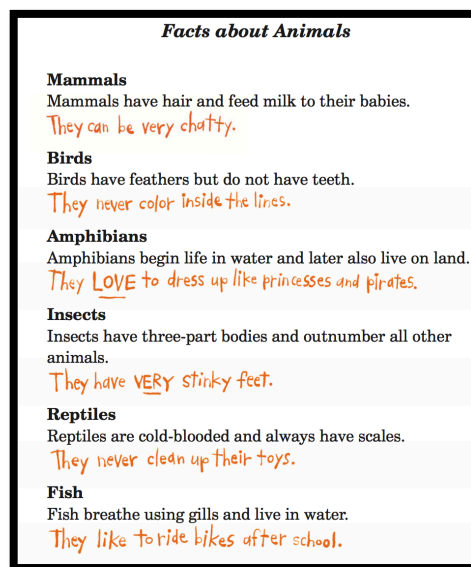 Facts about Animals
Mammals
Mammals have hair and feed milk to their babies.
They can be very chatty.
Birds
Birds have feathers but do not have teeth.
They never color inside the lines.
Amphibians
Amphibians begin life in water and later also live on land.
They LOVE to dress up like princesses and pirates.
Insects
Insects have three-part bodies and outnumber all other
animals.
They have VERY stinky feet.
Reptiles
Reptiles are cold-blooded and always have scales.
They never clean up their toys.
Fish
Fish breathe using gills and live in water.
They like to ride bikes after school.